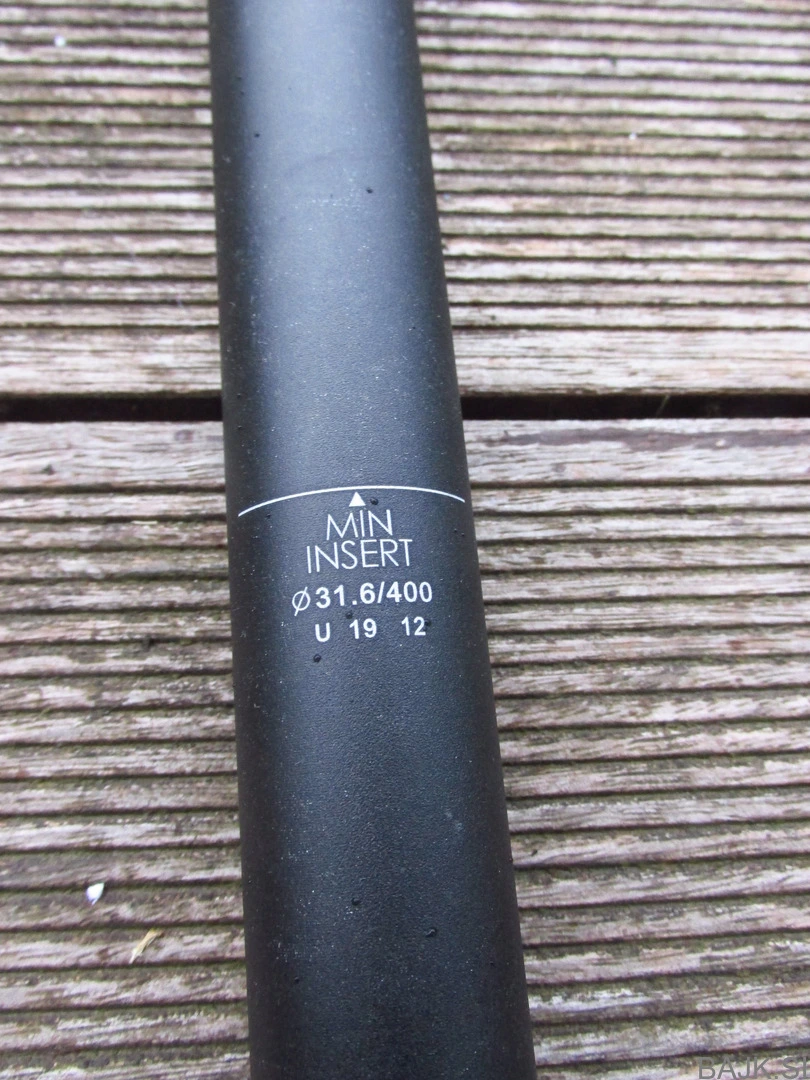 MIN
INSERT
Ø31.6/400
U 19 12
BAJK.SI